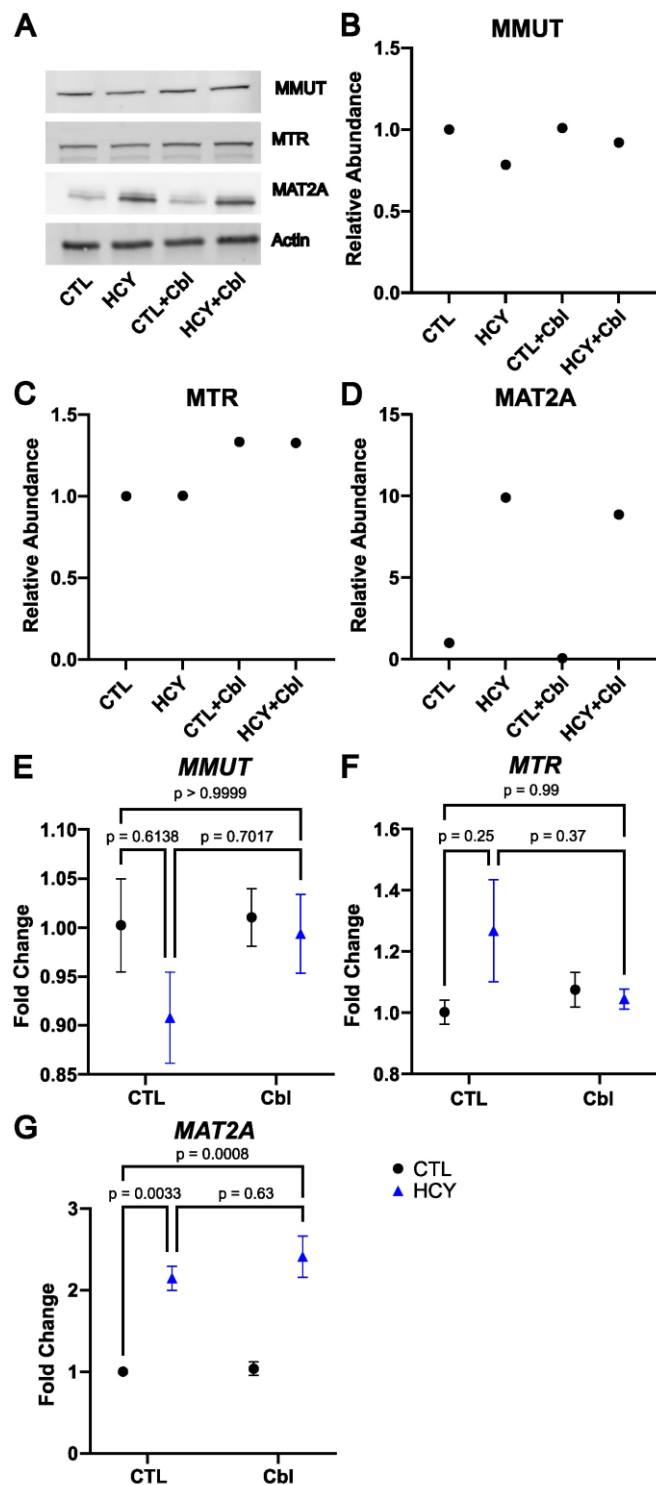 A
MMUT
MTR
MAT2A
Actin
CTL
HCY
CTL+Cbl
HCY+Cbl
B
MMUT
Relative Abundance
1.5
1.0
0.5
0.0
CTL
HCY
CTL+Cbl
HCY+Cbl
C
MTR
Relative Abundance
1.5
1.0
0.5
0.0
CTL
HCY
CTL+Cbl
HCY+Cbl
D
MAT2A
Relative Abundance
15
10
5
0
CTL
HCY
CTL+Cbl
HCY+Cbl
E
MMUT
p > 0.9999
p = 0.6138
p = 0.7017
Fold Change
1.10
1.05
1.00
0.95
0.90
0.85
CTL
Cbl
F
MTR
p = 0.99
p = 0.25
p = 0.37
Fold Change
1.6
1.4
1.2
1.0
0.8
CTL
Cbl
G
MAT2A
p = 0.0008
p = 0.0033
p = 0.63
Fold Change
3
2
1
0
CTL
Cbl
CTL
HCY